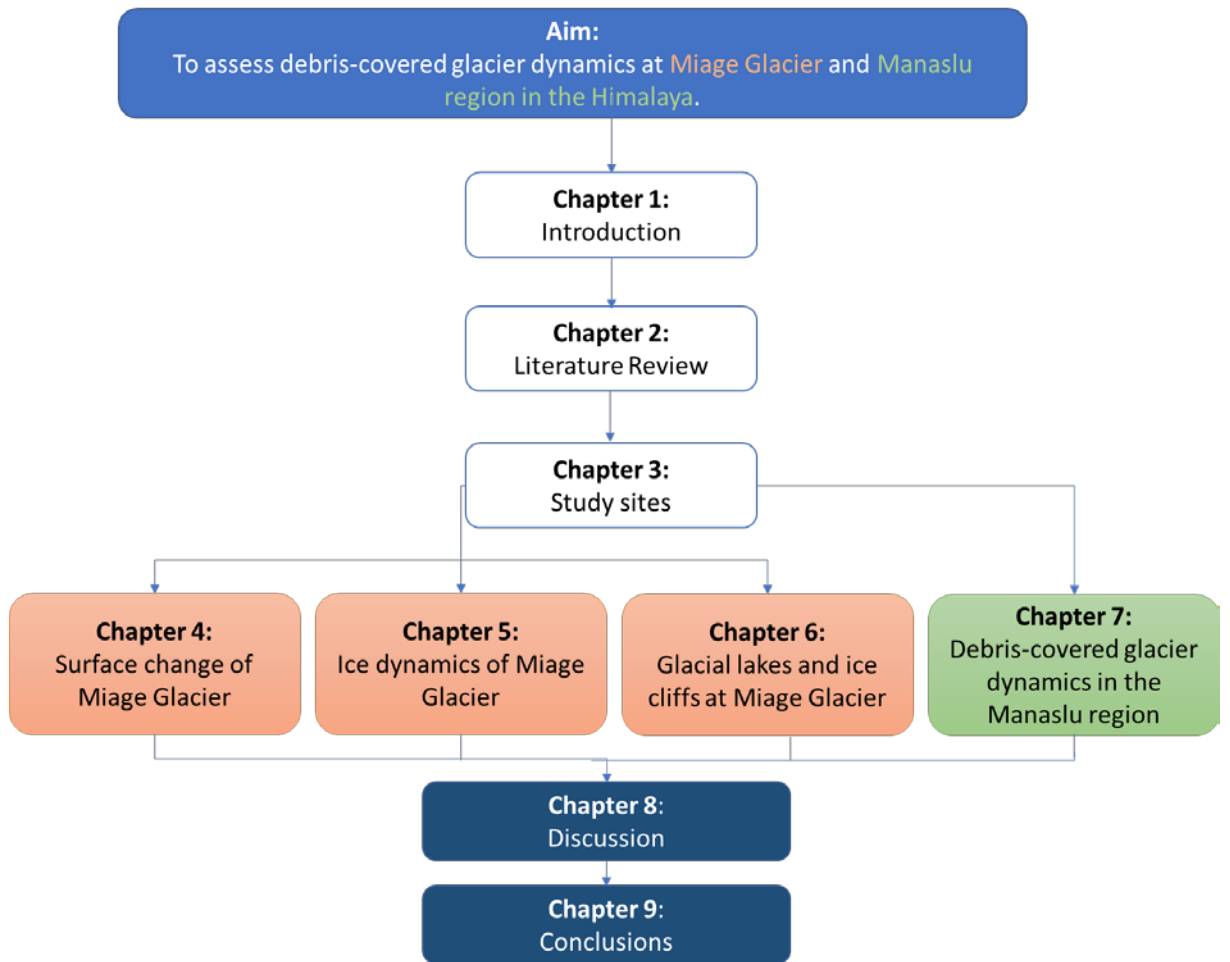 Aim:
To assess debris-covered glacier dynamics at Miage Glacier and Manaslu
region in the Himalaya.
Chapter 1:
Introduction
Chapter 2:
Literature Review
Chapter 3:
Study sites
Chapter 4:
Surface change of
Miage Glacier
Chapter 5:
Ice dynamics of Miage
Glacier
Chapter 6:
Glacial lakes and ice
cliffs at Miage Glacier
Chapter 7:
Debris-covered glacier
dynamics in the
Manaslu region
Chapter 8:
Discussion
Chapter 9:
Conclusions